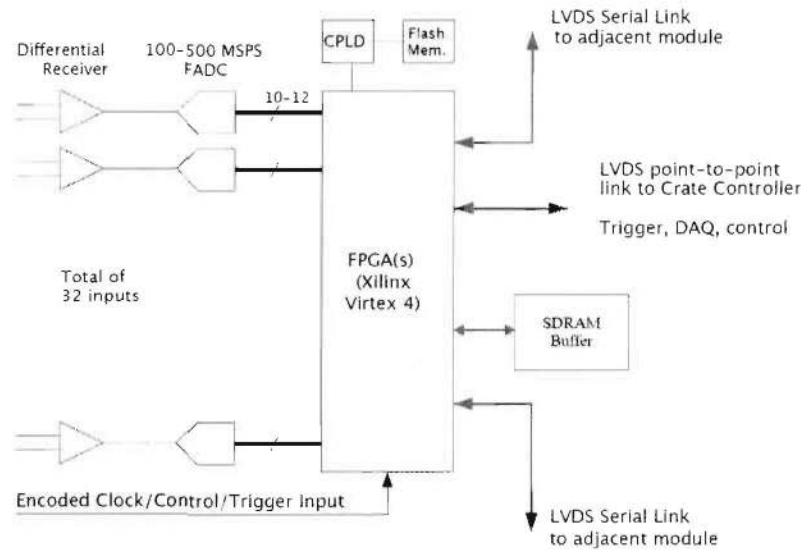 LVDS Serial Link
to adjacent module
CPLD
Flash
Mem.
Differential
Receiver
100-500 MSPS
FADC
10-12
LVDS point-to-point
link to Crate Controller
Trigger, DAQ, control
FPGA(s)
(Xilinx
Virtex 4)
Total of
32 inputs
SDRAM
Buffer
Encoded Clock/Control/Trigger Input
LVDS Serial Link
to adjacent module